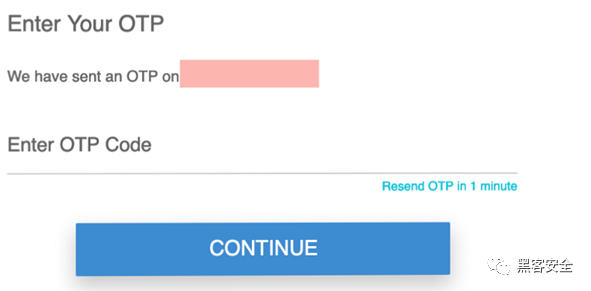 Enter Your OTP
We have sent an OTP on
Enter OTP Code
Resend OTP in 1 minute
CONTINUE
黑客安全